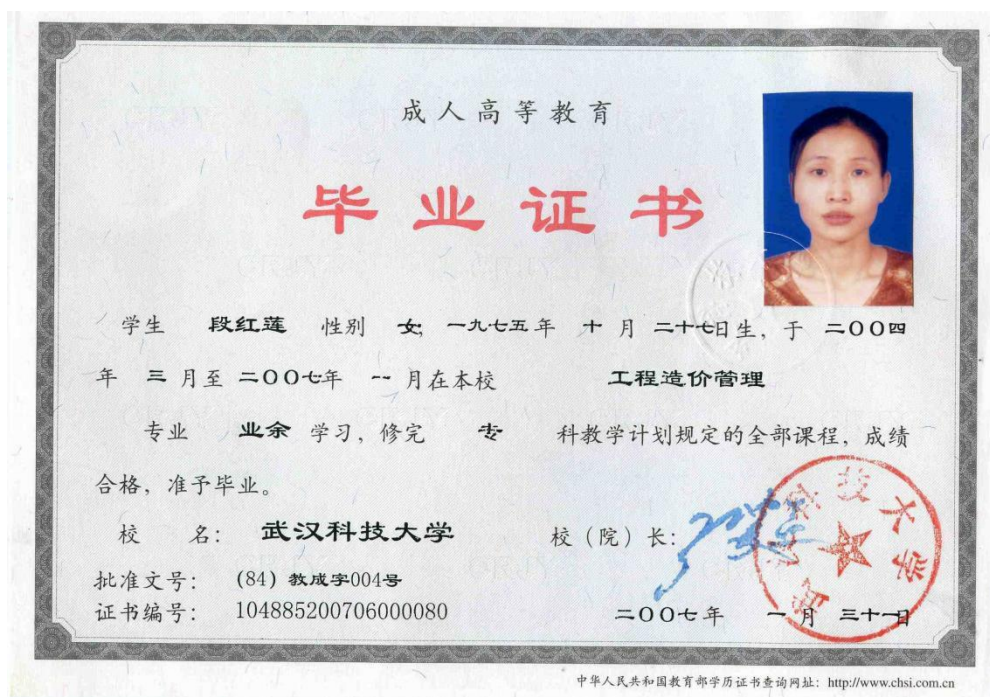 成人高等教育
毕业证书
学生 段红莲 性别 女, 一九七五年 十月 二十七日生, 于 二OO四
年 三月至 二OO七年 一月在本校 工程造价管理
专业 业余 学习, 修完 专 科教学计划规定的全部课程, 成绩
合格, 准予毕业。
校 名: 武汉科技大学 校(院)长:
批准文号: (84) 教成字004号
证书编号: 104885200706000080
二OO七年 一月 三十一日
武汉科技大学
中华人民共和国教育部学历证书查询网址: http://www.chsi.com.cn